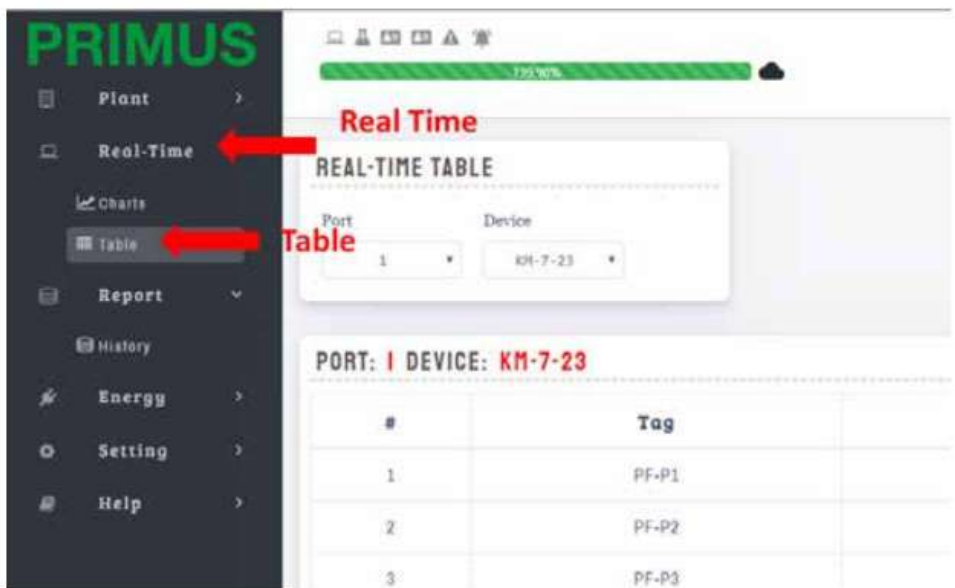 PRIMUS
Plant
Real-Time
Charts
Table
Report
History
Energy
Setting
Help
Real Time
Table
REAL-TIME TABLE
Port Device
1 KM-7-23
PORT: 1 DEVICE: KM-7-23
# Tag
1 PF-P1
2 PF-P2
3 PF-P3